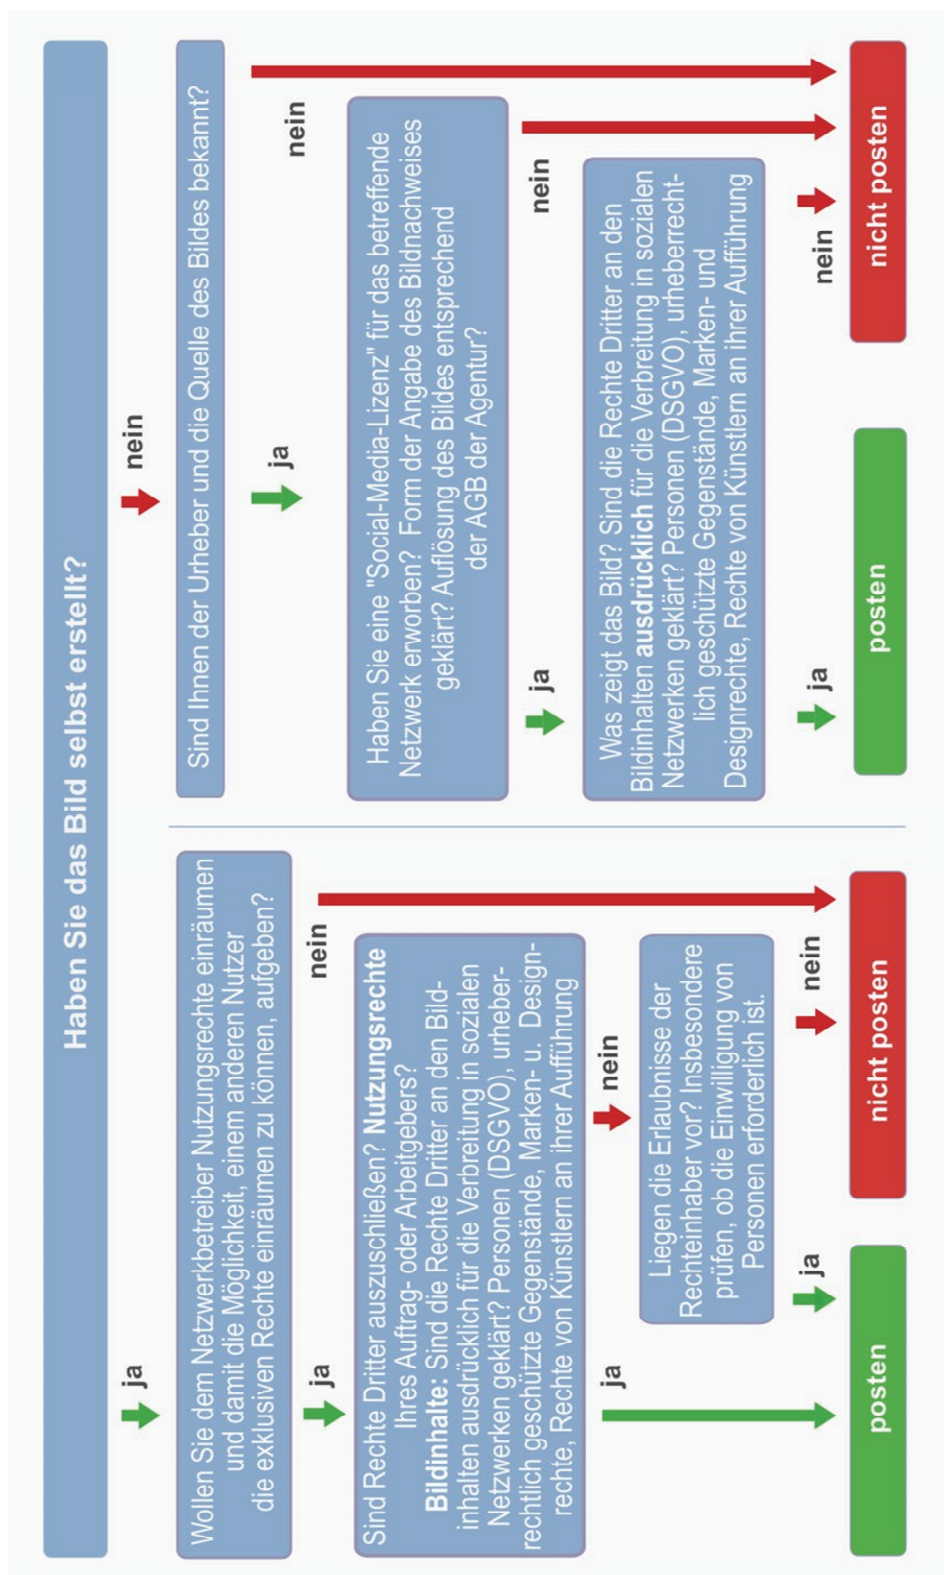 Haben Sie das Bild selbst erstellt?
ja
Wollen Sie dem Netzwerkbetreiber Nutzungsrechte einräumen
und damit die Möglichkeit, einem anderen Nutzer
die exklusiven Rechte einräumen zu können, aufgeben?
ja
nein
Sind Rechte Dritter auszuschließen? Nutzungsrechte
Ihres Auftrag- oder Arbeitgebers?
Bildinhalte: Sind die Rechte Dritter an den Bild-
inhalten ausdrücklich für die Verbreitung in sozialen
Netzwerken geklärt? Personen (DSGVO), urheber-
rechtlich geschützte Gegenstände, Marken- u. Design-
rechte, Rechte von Künstlern an ihrer Aufführung
ja
nein
Liegen die Erlaubnisse der
Rechteinhaber vor? Insbesondere
prüfen, ob die Einwilligung von
Personen erforderlich ist.
ja
nein
posten
nicht posten
nein
Sind Ihnen der Urheber und die Quelle des Bildes bekannt?
ja
nein
Haben Sie eine "Social-Media-Lizenz" für das betreffende
Netzwerk erworben? Form der Angabe des Bildnachweises
geklärt? Auflösung des Bildes entsprechend
der AGB der Agentur?
ja
nein
Was zeigt das Bild? Sind die Rechte Dritter an den
Bildinhalten ausdrücklich für die Verbreitung in sozialen
Netzwerken geklärt? Personen (DSGVO), urheberrecht-
lich geschützte Gegenstände, Marken- und
Designrechte, Rechte von Künstlern an ihrer Aufführung
ja
nein
posten
nicht posten